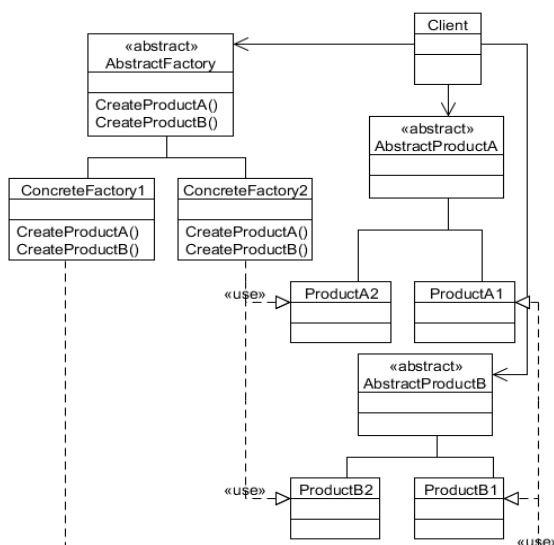 Client
«abstract»
AbstractFactory
CreateProductA()
CreateProductB()
«abstract»
AbstractProductA
ConcreteFactory1
CreateProductA()
CreateProductB()
ConcreteFactory2
CreateProductA()
CreateProductB()
«use»
ProductA2
ProductA1
«abstract»
AbstractProductB
«use»
ProductB2
ProductB1
«use»